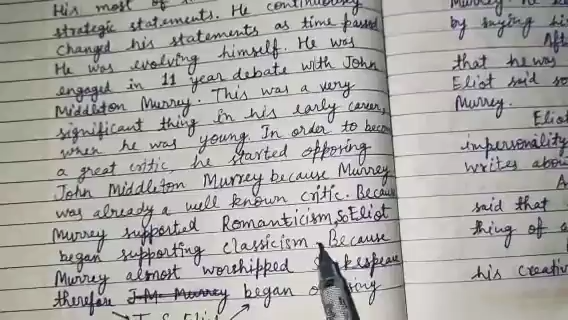 His most of
strategic statements. He continuously
changed his statements as time passed
He was evolving himself. He was
engaged in 11 year debate with John
Middleton Murrey. This was a very
significant thing in his early career,
when he was young. In order to
a great critic, he started opposing
John Middleton Murrey because Murrey
was already a well known critic. Because
Murrey supported Romanticism, so Eliot
began supporting classicism. Because
Murrey almost worshipped
therefore J.M. Murrey began
by saying
that he was
Eliot said so
Murrey.
Eliot
impersonality
writes about
said that
thing of a
his creative